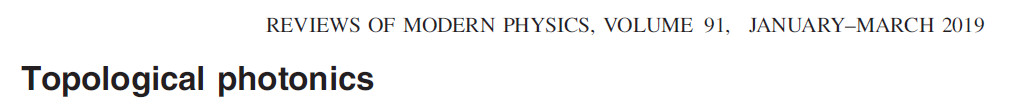 REVIEWS OF MODERN PHYSICS, VOLUME 91, JANUARY–MARCH 2019
Topological photonics